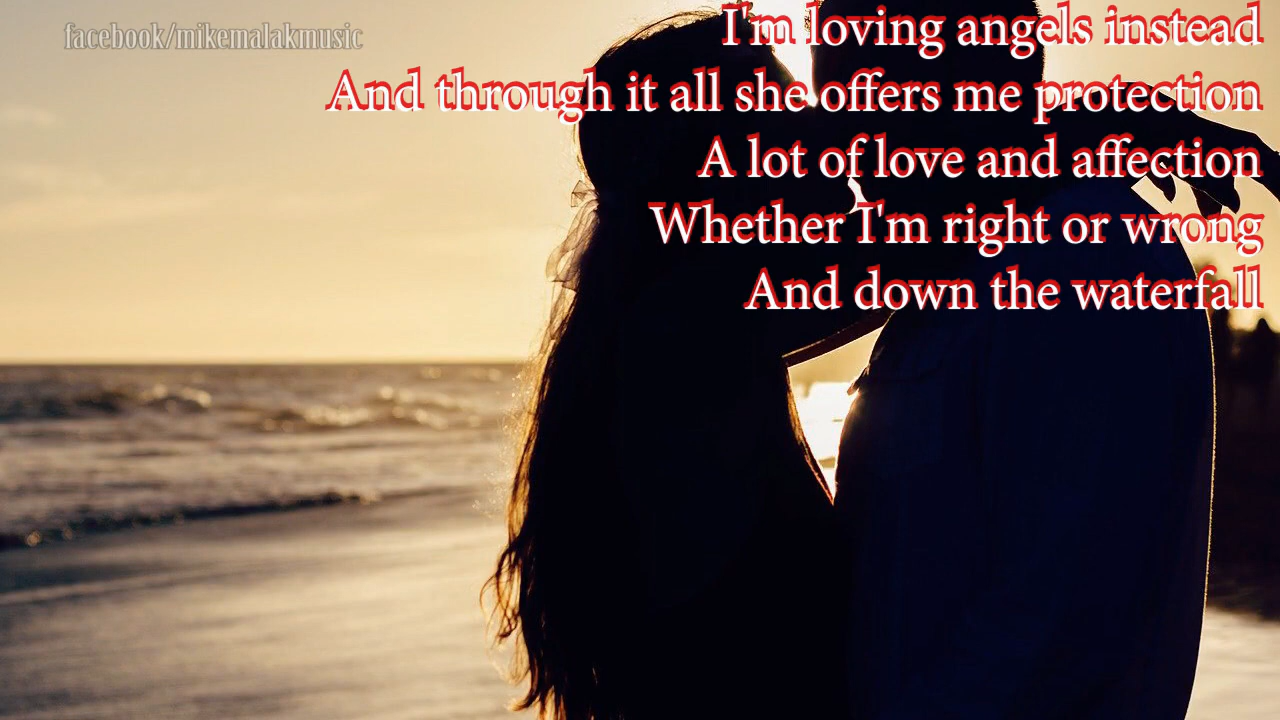 facebook/mikemalakmusic
I'm loving angels instead
And through it all she offers me protection
A lot of love and affection
Whether I'm right or wrong
And down the waterfall